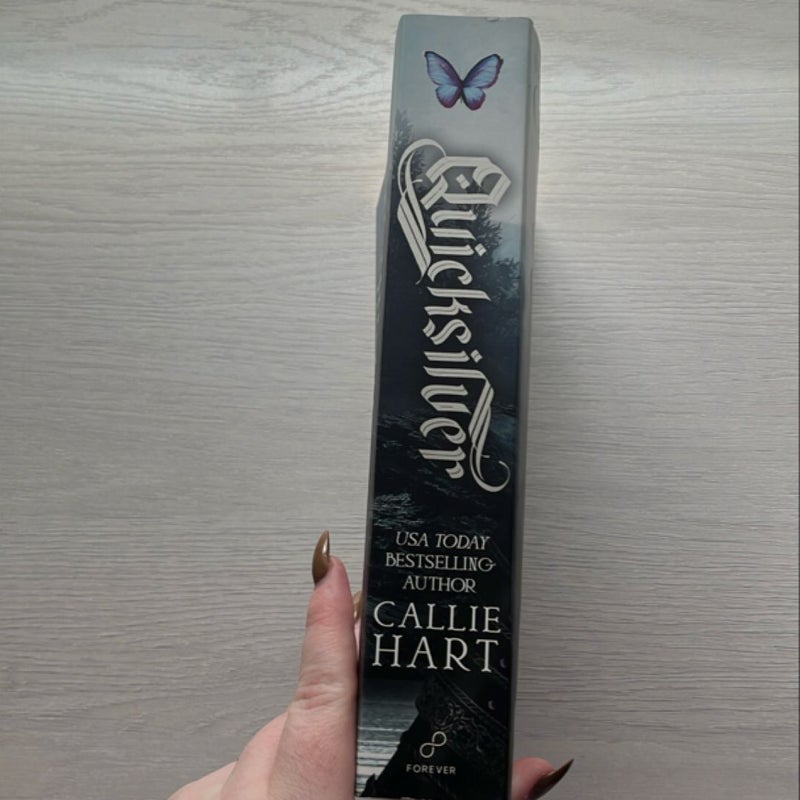 Quicksilver
USA TODAY
BESTSELLING
AUTHOR
CALLIE
HART
FOREVER